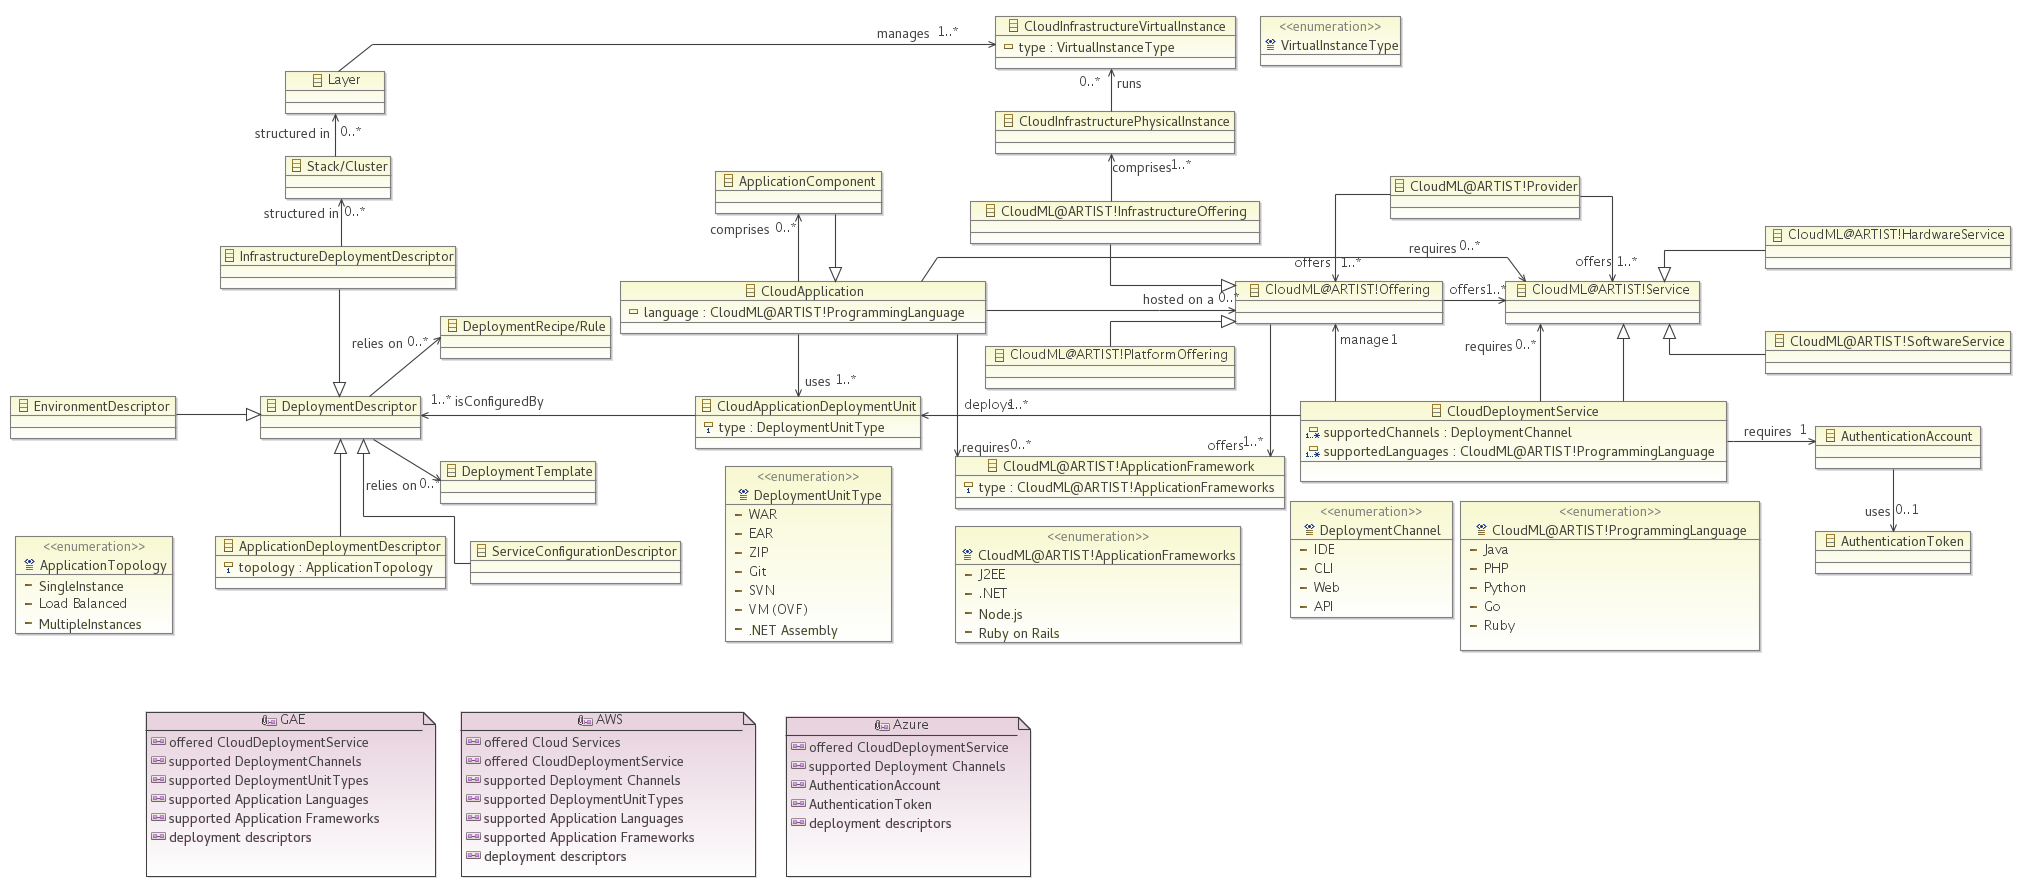 manages 1..*
CloudInfrastructureVirtualInstance
type : VirtualInstanceType
<<enumeration>>
VirtualInstanceType
Layer
0..* runs
structured in 0..*
CloudInfrastructurePhysicalInstance
Stack/Cluster
comprises 1..*
ApplicationComponent
CloudML@ARTIST!Provider
structured in 0..*
CloudML@ARTIST!InfrastructureOffering
comprises 0..*
CloudML@ARTIST!HardwareService
InfrastructureDeploymentDescriptor
requires 0..*
offers 1..*
offers 1..*
CloudApplication
language : CloudML@ARTIST!ProgrammingLanguage
hosted on a 0..*
CloudML@ARTIST!Offering
offers 1..*
CloudML@ARTIST!Service
DeploymentRecipe/Rule
relies on 0..*
manage 1
requires 0..*
CloudML@ARTIST!SoftwareService
CloudML@ARTIST!PlatformOffering
uses 1..*
EnvironmentDescriptor
DeploymentDescriptor
1..* isConfiguredBy
CloudApplicationDeploymentUnit
type : DeploymentUnitType
deploys 1..*
CloudDeploymentService
supportedChannels : DeploymentChannel
supportedLanguages : CloudML@ARTIST!ProgrammingLanguage
requires 1
AuthenticationAccount
requires 0..*
offers 1..*
DeploymentTemplate
relies on 0..*
CloudML@ARTIST!ApplicationFramework
type : CloudML@ARTIST!ApplicationFrameworks
uses 0..1
AuthenticationToken
<<enumeration>>
ApplicationTopology
SingleInstance
Load Balanced
MultipleInstances
ApplicationDeploymentDescriptor
topology : ApplicationTopology
ServiceConfigurationDescriptor
<<enumeration>>
DeploymentUnitType
WAR
EAR
ZIP
Git
SVN
VM (OVF)
.NET Assembly
<<enumeration>>
CloudML@ARTIST!ApplicationFrameworks
J2EE
.NET
Node.js
Ruby on Rails
<<enumeration>>
DeploymentChannel
IDE
CLI
Web
API
<<enumeration>>
CloudML@ARTIST!ProgrammingLanguage
Java
PHP
Python
Go
Ruby
GAE
offered CloudDeploymentService
supported DeploymentChannels
supported DeploymentUnitTypes
supported Application Languages
supported Application Frameworks
deployment descriptors
AWS
offered Cloud Services
offered CloudDeploymentService
supported Deployment Channels
supported DeploymentUnitTypes
supported Application Languages
supported Application Frameworks
deployment descriptors
Azure
offered CloudDeploymentService
supported Deployment Channels
AuthenticationAccount
AuthenticationToken
deployment descriptors